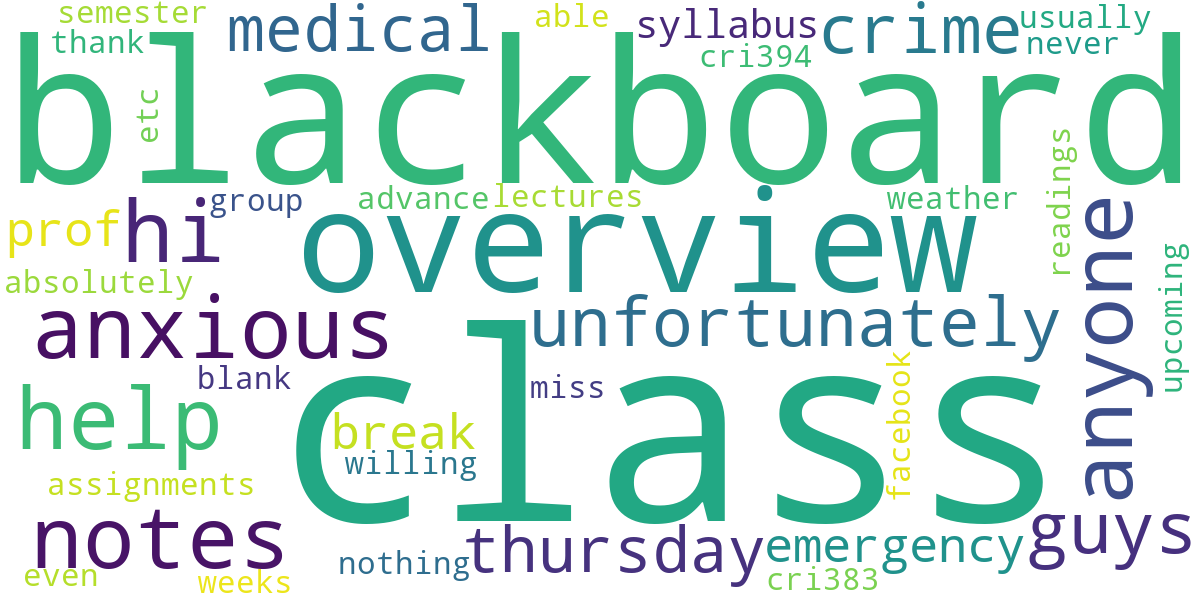 semester
thank
medical
able
syllabus
cri394
crime
usually
never
blackboard
etc
prof
hi
group
advance
lectures
weather
readings
overview
anyone
upcoming
absolutely
anxious
unfortunately
blank
miss
class
facebook
help
break
willing
assignments
notes
nothing
thursday
emergency
guys
even
weeks
cri383